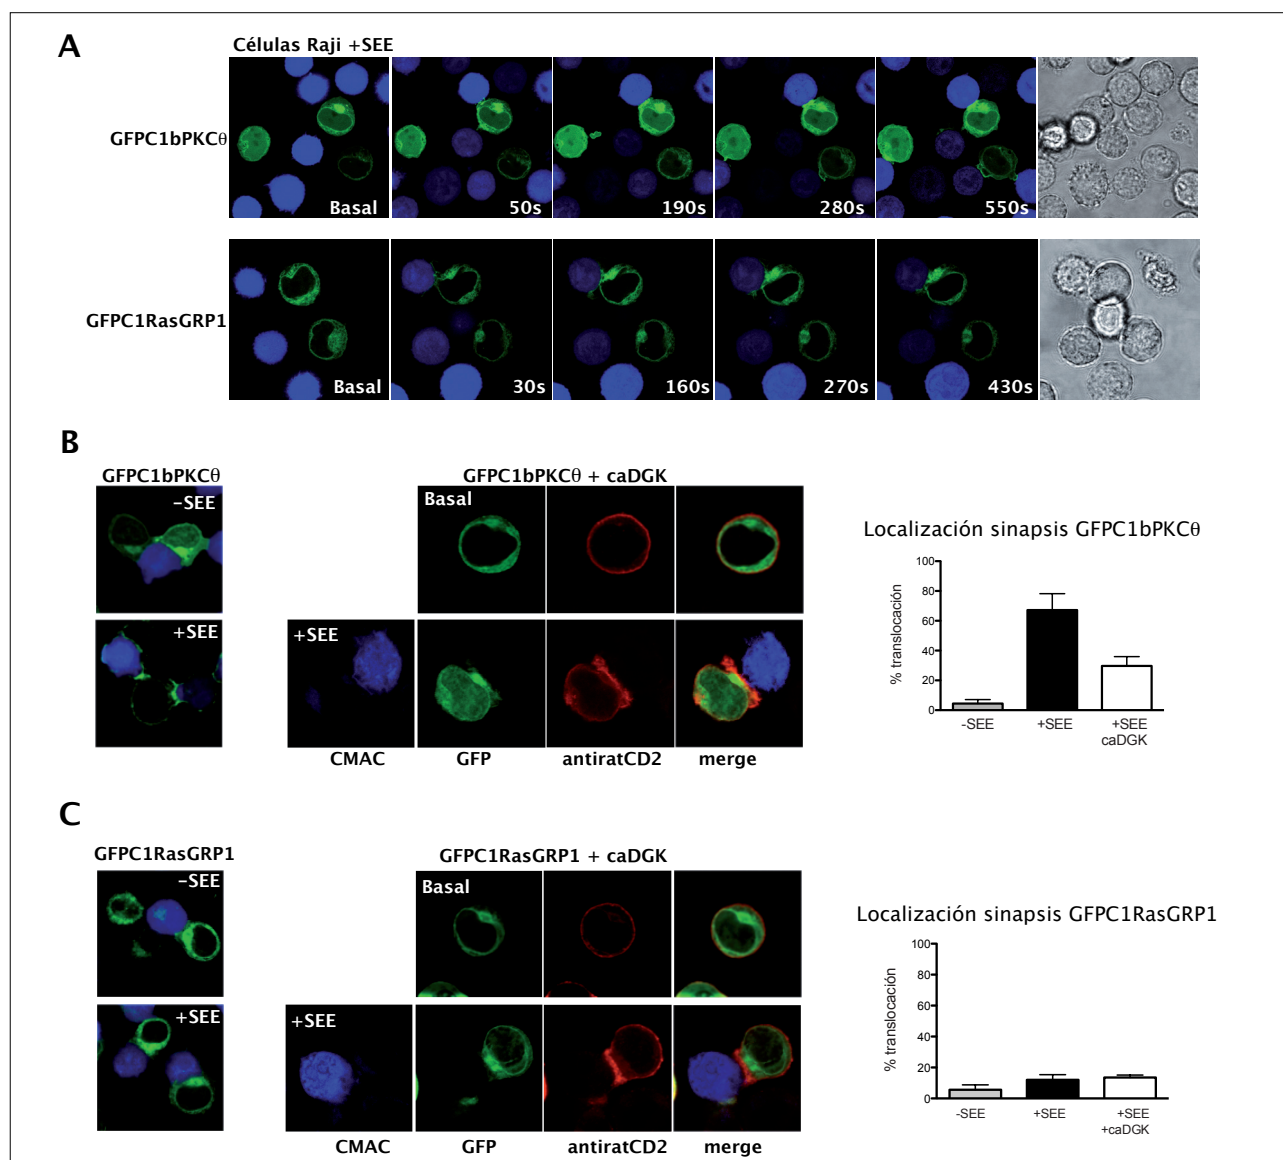 A
Células Raji +SEE
GFPC1bPKCθ
Basal
50s
190s
280s
550s
GFPC1RasGRP1
Basal
30s
160s
270s
430s
B
GFPC1bPKCθ
-SEE
+SEE
GFPC1bPKCθ + caDGK
Basal
+SEE
CMAC
GFP
antiratCD2
merge
Localización sinapsis GFPC1bPKCθ
% translocación
100
80
60
40
20
0
-SEE
+SEE
+SEE
caDGK
C
GFPC1RasGRP1
-SEE
+SEE
GFPC1RasGRP1 + caDGK
Basal
+SEE
CMAC
GFP
antiratCD2
merge
Localización sinapsis GFPC1RasGRP1
% translocación
100
80
60
40
20
0
-SEE
+SEE
+SEE
+caDGK